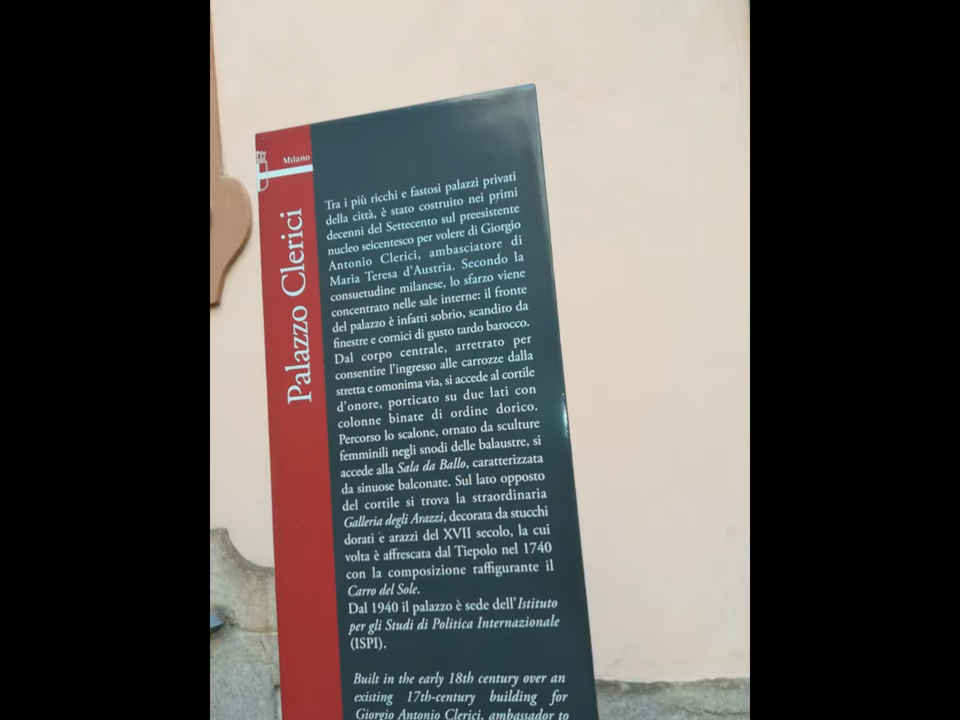 Milano
Palazzo Clerici
Tra i più ricchi e fastosi palazzi privati
della città, è stato costruito nei primi
decenni del Settecento sul preesistente
nucleo seicentesco per volere di Giorgio
Antonio Clerici, ambasciatore di
Maria Teresa d'Austria. Secondo la
consuetudine milanese, lo sfarzo viene
concentrato nelle sale interne: il fronte
del palazzo è infatti sobrio, scandito da
finestre e cornici di gusto tardo barocco.
Dal corpo centrale, arretrato per
consentire l'ingresso alle carrozze dalla
stretta e omonima via, si accede al cortile
d'onore, porticato su due lati con
colonne binate di ordine dorico.
Percorso lo scalone, ornato da sculture
femminili negli snodi delle balaustre, si
accede alla Sala da Ballo, caratterizzata
da sinuose balconate. Sul lato opposto
del cortile si trova la straordinaria
Galleria degli Arazzi, decorata da stucchi
dorati e arazzi del XVII secolo, la cui
volta è affrescata dal Tiepolo nel 1740
con la composizione raffigurante il
Carro del Sole.
Dal 1940 il palazzo è sede dell'Istituto
per gli Studi di Politica Internazionale
(ISPI).
Built in the early 18th century over an
existing 17th-century building for
Giorgio Antonio Clerici, ambassador to